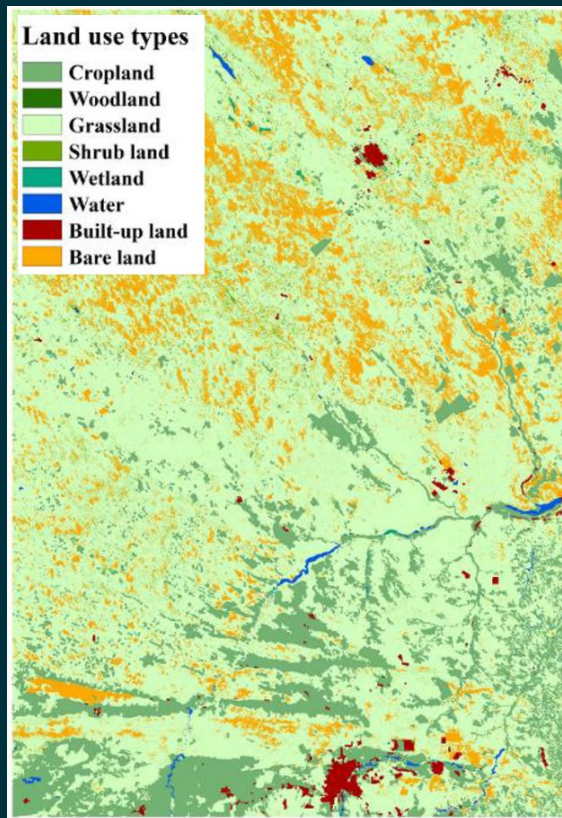 Land use types
Cropland
Woodland
Grassland
Shrub land
Wetland
Water
Built-up land
Bare land